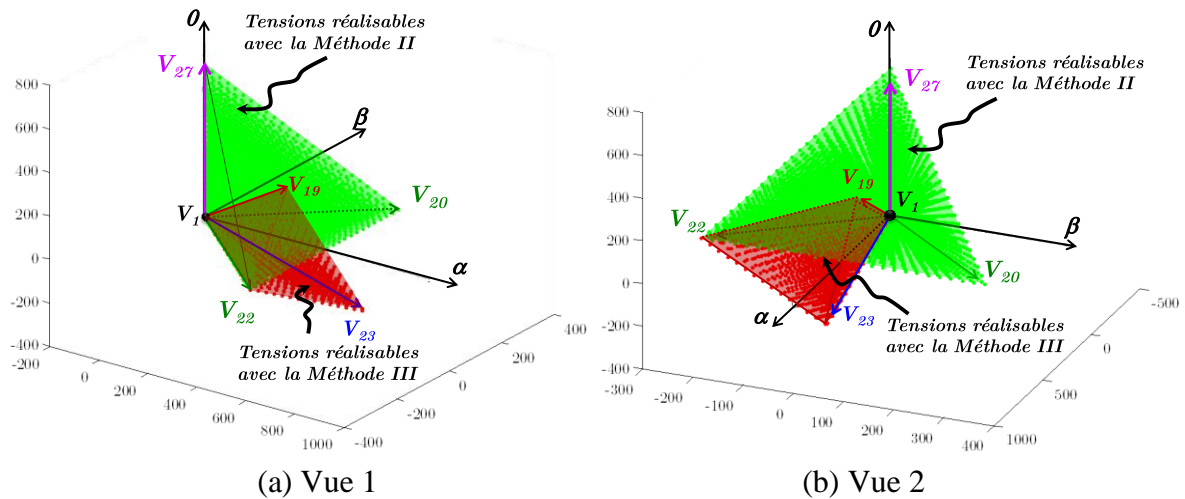 0
Tensions réalisables
avec la Méthode II
V27
800
β
600
400
V19
V20
200
V1
0
α
-200
V22
V23
400
-400
-200
Tensions réalisables
avec la Méthode III
200
0
0
200
400
-200
600
800
1000
-400
(a) Vue 1
0
Tensions réalisables
avec la Méthode II
V27
800
600
V19
V1
400
V22
β
200
V20
0
α
V23
-500
-200
Tensions réalisables
avec la Méthode III
0
-400
-300
-200
500
-100
0
100
200
300
400
1000
(b) Vue 2